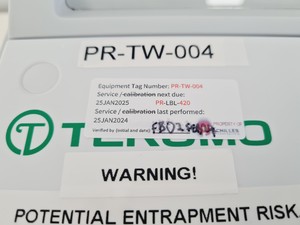 PR-TW-004
Equipment Tag Number: PR-TW-004
Service / calibration next due:
25JAN2025 PR-LBL-420
Service / calibration last performed:
25JAN2024
Verified by (initial and date):
TERUMO
WARNING!
POTENTIAL ENTRAPMENT RISK